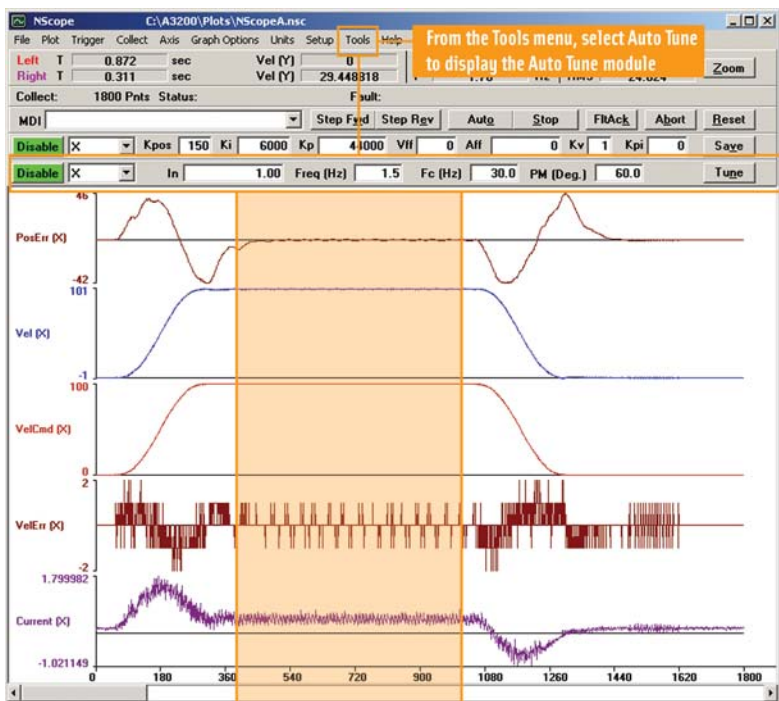 NScope C:\A3200\Plots\NScopeA.nsc
File Plot Trigger Collect Axis Graph Options Units Setup Tools Help
From the Tools menu, select Auto Tune
to display the Auto Tune module
Left T 0.872 sec Vel (Y) 0
Right T 0.311 sec Vel (Y) 29.448818 1.78 Hz 24.824 Zoom
Collect: 1800 Pnts Status: Fault:
MDI Step Fwd Step Rev Auto Stop FltAck Abort Reset
Disable X Kpos 150 Ki 6000 Kp 44000 Vff 0 Aff 0 Kv 1 Kpi 0 Save
Disable X In 1.00 Freq (Hz) 1.5 Fc (Hz) 30.0 PM (Deg.) 60.0 Tune
46
PosErr (X)
-42
101
Vel (X)
-1
100
VelCmd (X)
0
2
VelErr (X)
-2
1.799982
Current (X)
-1.021149
0 180 360 540 720 900 1080 1260 1440 1620 1800